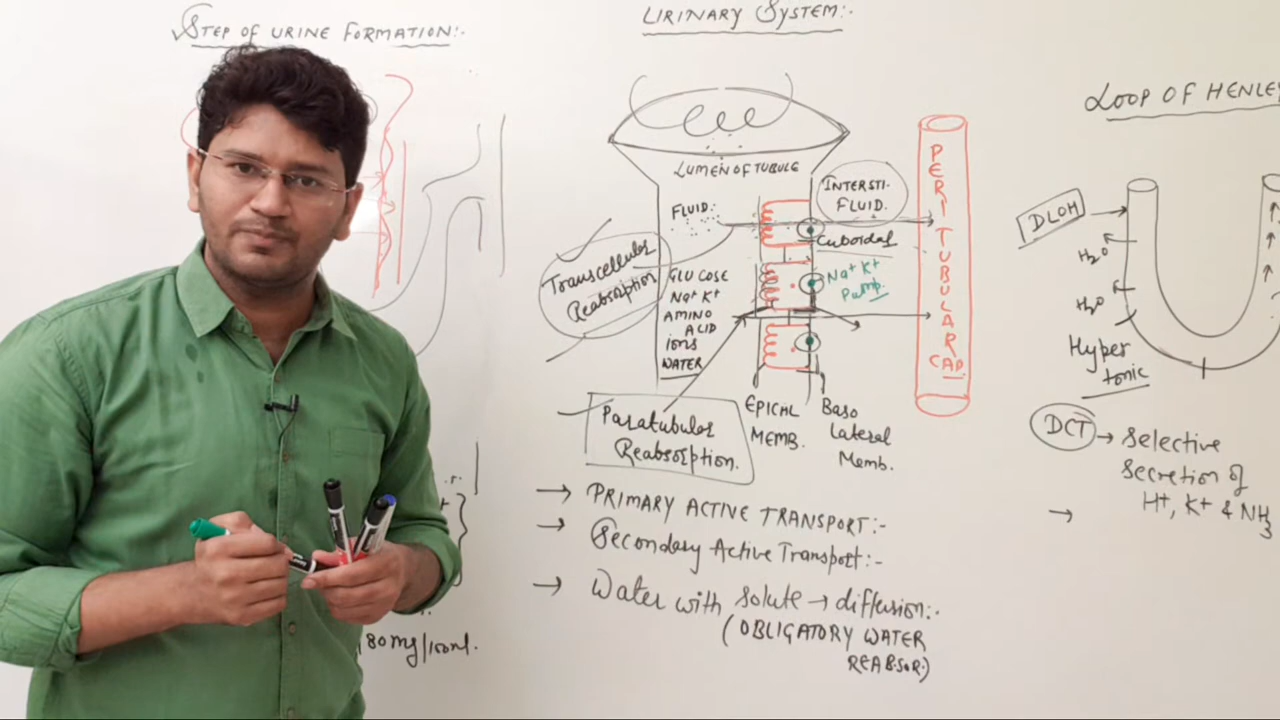 STEP OF URINE FORMATION:-
URINARY SYSTEM:-
LOOP OF HENLE
LUMEN OF TUBULE
FLUID:
INTERSTI-
FLUID.
Cuboidal
Na+ K+
Pump.
Transcellular
Reabsorption
GLUCOSE
Na+ K+
AMINO
ACID
ions
WATER
PERITUBULAR
CAP.
EPICAL
MEMB.
Baso
lateral
Memb.
Paratubular
Reabsorption.
→ PRIMARY ACTIVE TRANSPORT:-
→ Secondary Active Transport:-
→ Water with solute → diffusion:-
(OBLIGATORY WATER
REABSOR.)
180mg/100ml.
DLOH
H2O
H2O
Hyper
tonic
DCT → Selective
Secretion of
H+, K+ & NH3
→